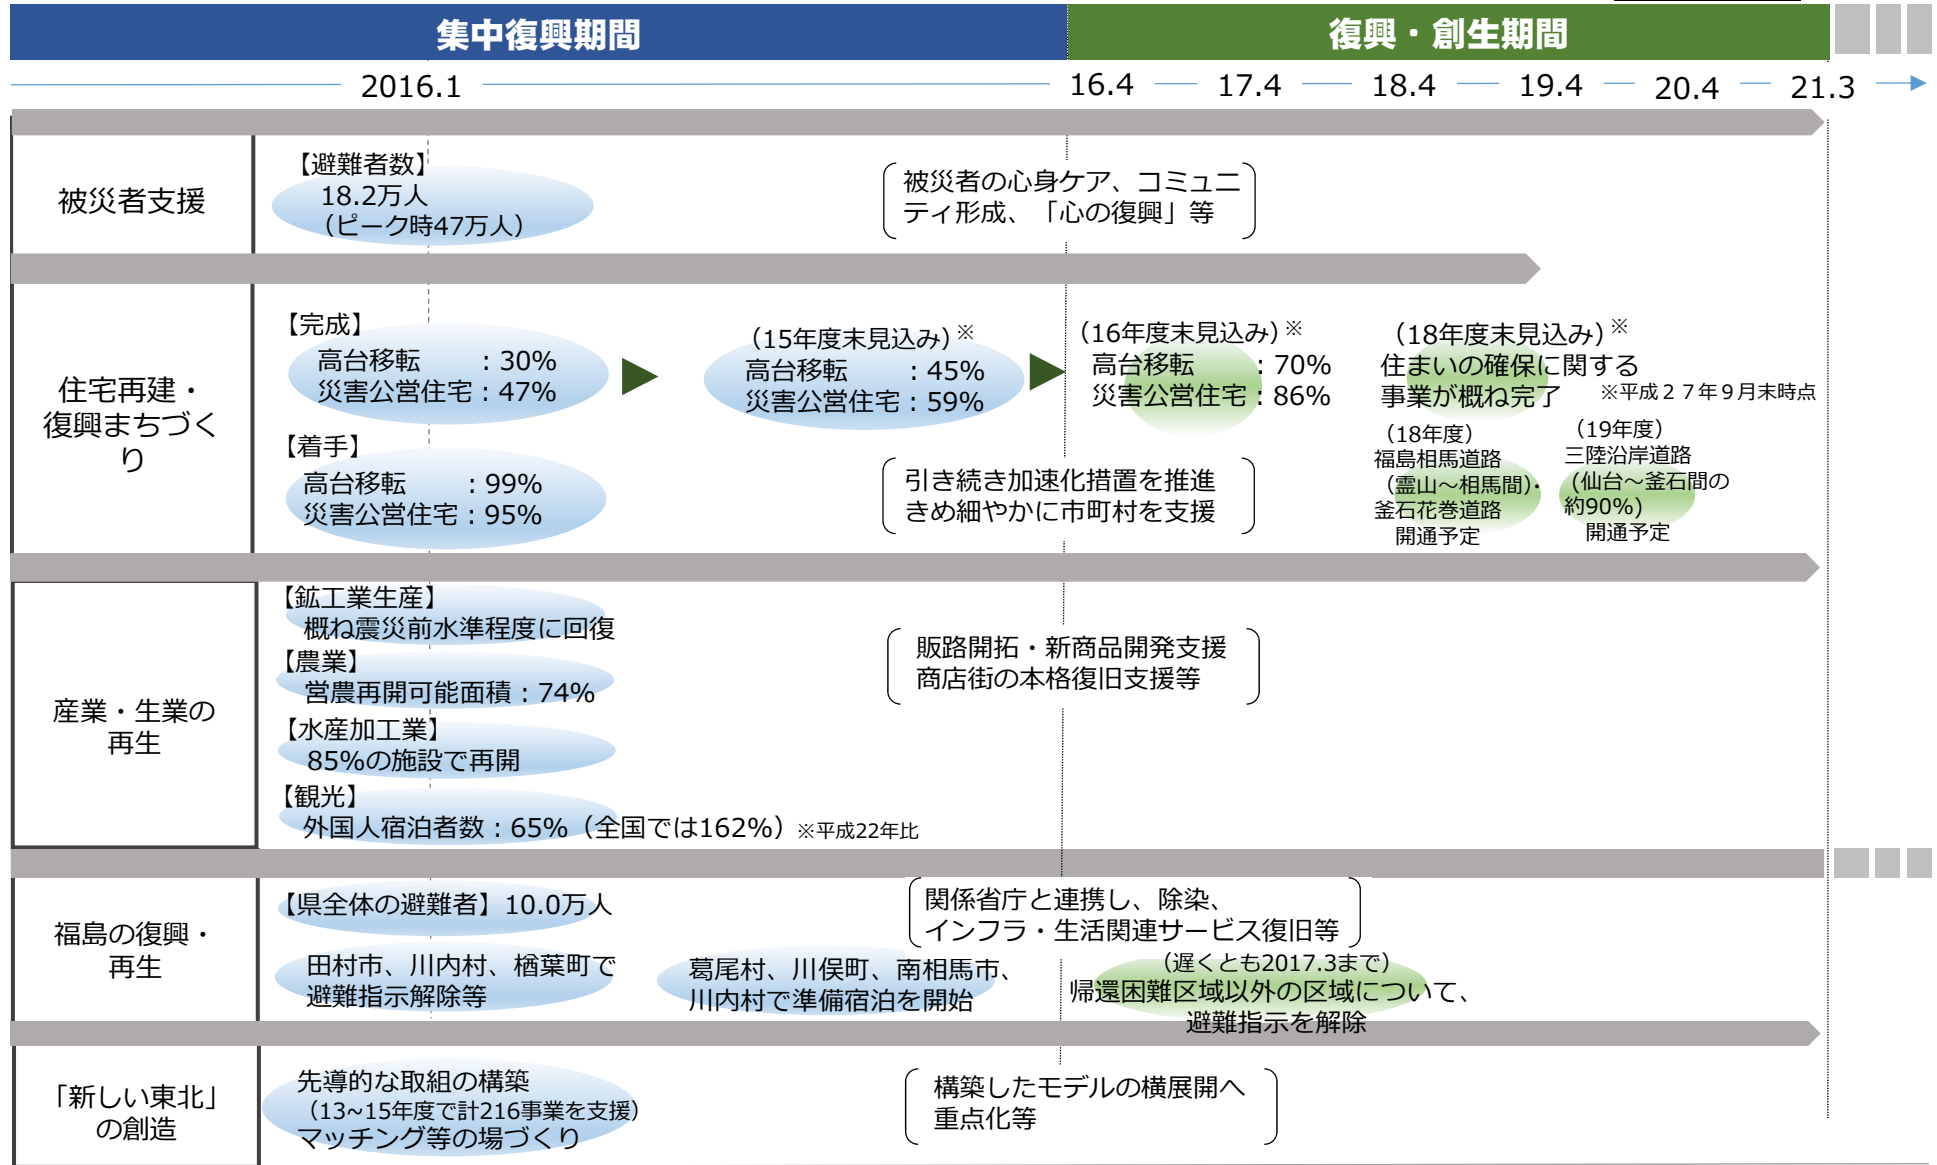 集中復興期間
復興・創生期間
2016.1
16.4
17.4
18.4
19.4
20.4
21.3
被災者支援
【避難者数】
18.2万人
（ピーク時47万人）
被災者の心身ケア、コミュニ
ティ形成、「心の復興」等
住宅再建・
復興まちづく
り
【完成】
高台移転　　：30%
災害公営住宅：47%
（15年度末見込み）※
高台移転　　：45%
災害公営住宅：59%
（16年度末見込み）※
高台移転　　：70%
災害公営住宅：86%
（18年度末見込み）※
住まいの確保に関する
事業が概ね完了
※平成２７年９月末時点
【着手】
高台移転　　：99%
災害公営住宅：95%
引き続き加速化措置を推進
きめ細やかに市町村を支援
（18年度）
福島相馬道路
（霊山～相馬間）・
釜石花巻道路
開通予定
（19年度）
三陸沿岸道路
(仙台～釜石間の
約90%)
開通予定
産業・生業の
再生
【鉱工業生産】
概ね震災前水準程度に回復
【農業】
営農再開可能面積：74%
【水産加工業】
85%の施設で再開
【観光】
外国人宿泊者数：65%（全国では162%）※平成22年比
販路開拓・新商品開発支援
商店街の本格復旧支援等
福島の復興・
再生
【県全体の避難者】10.0万人
田村市、川内村、楢葉町で
避難指示解除等
葛尾村、川俣町、南相馬市、
川内村で準備宿泊を開始
関係省庁と連携し、除染、
インフラ・生活関連サービス復旧等
（遅くとも2017.3まで）
帰還困難区域以外の区域について、
避難指示を解除
「新しい東北」
の創造
先導的な取組の構築
（13~15年度で計216事業を支援）
マッチング等の場づくり
構築したモデルの横展開へ
重点化等